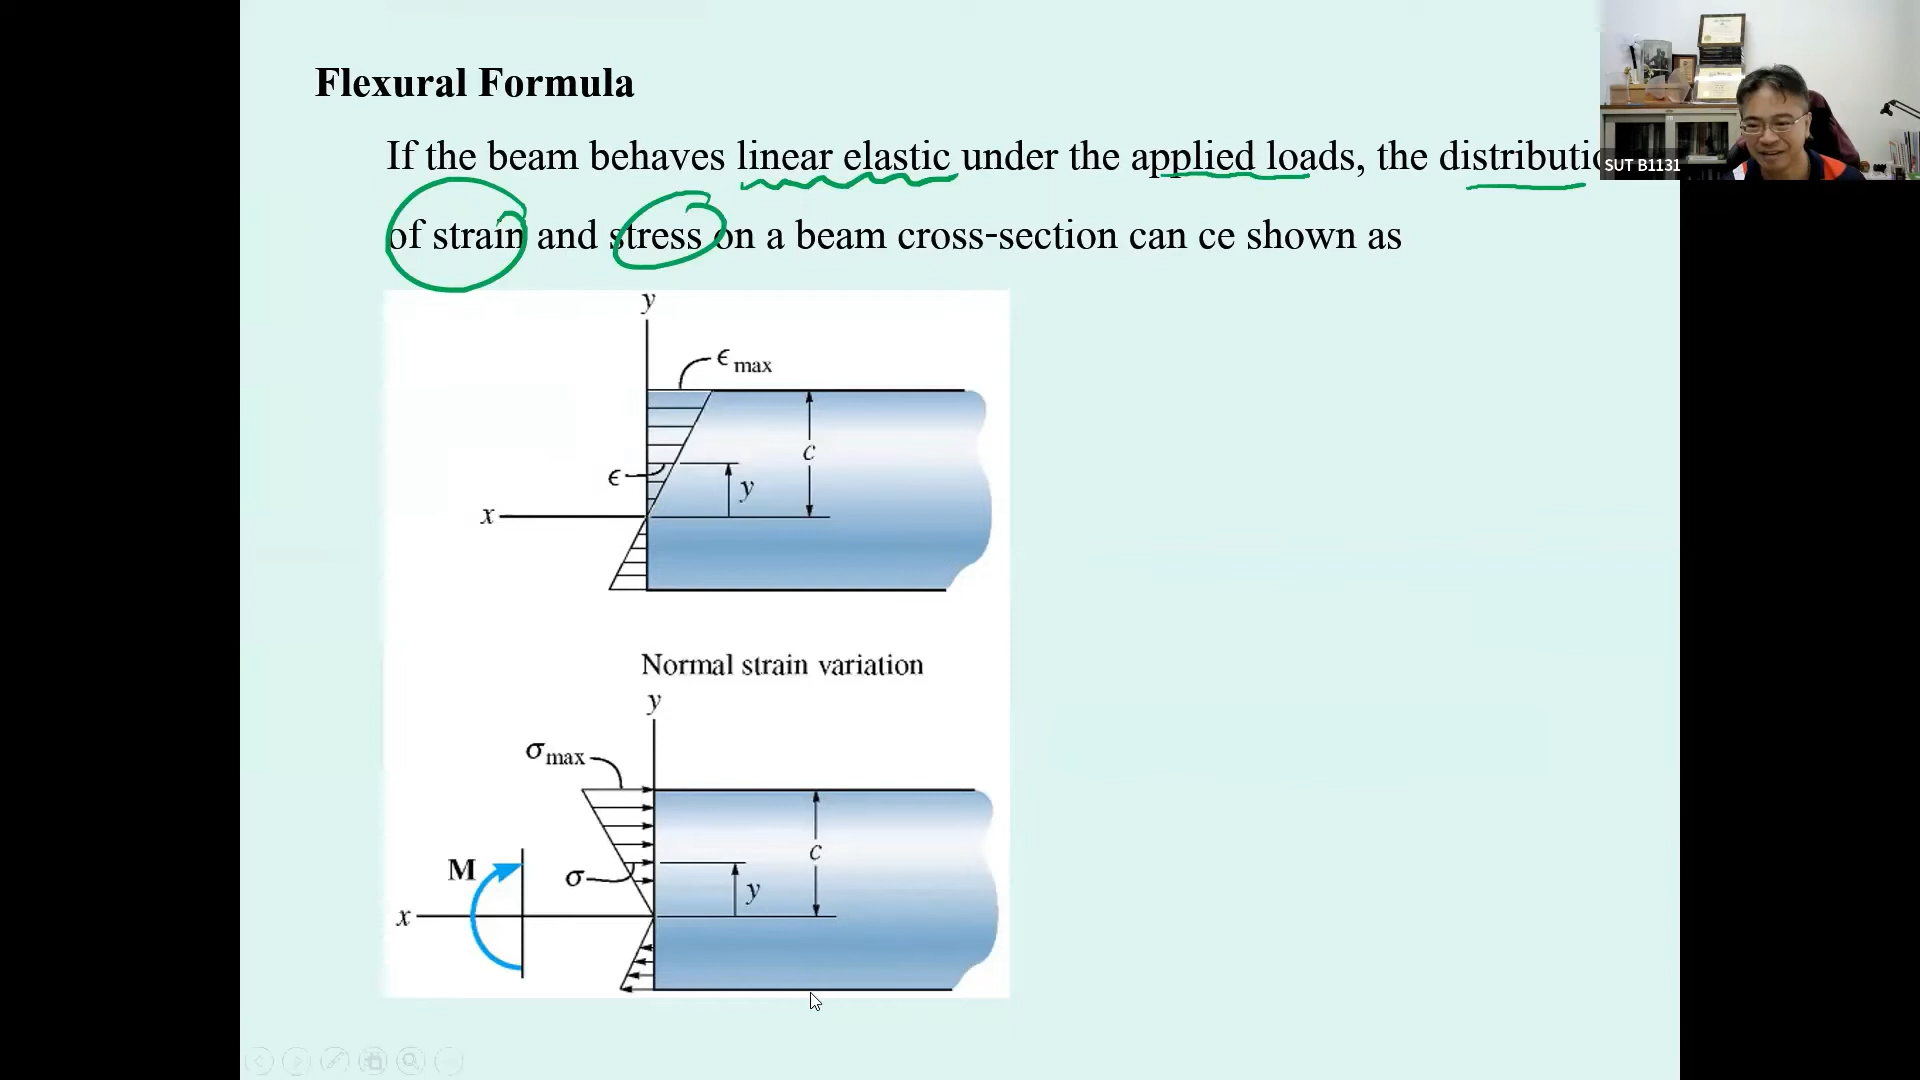 Flexural Formula
If the beam behaves linear elastic under the applied loads, the distributi
of strain and stress on a beam cross-section can ce shown as
SUT B1131
y
ϵ max
c
ϵ
y
x
Normal strain variation
y
σ max
c
M
σ
y
x